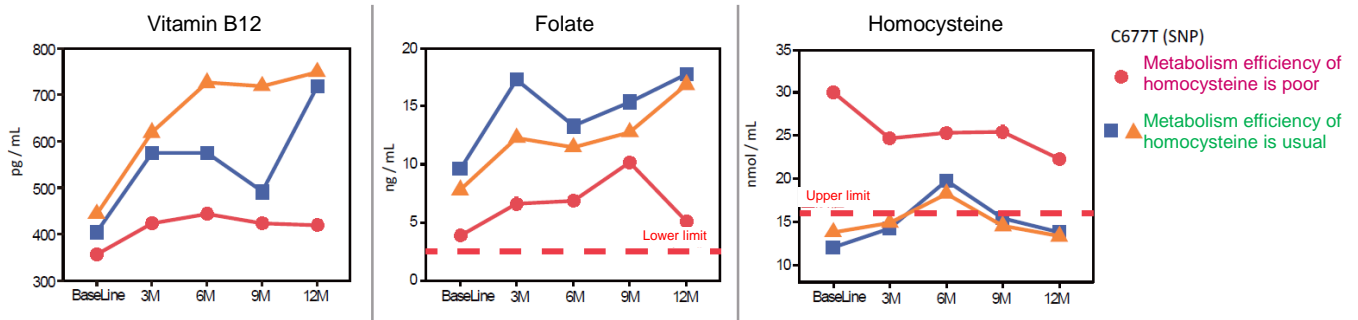 Vitamin B12
800
700
600
500
400
300
pg / mL
BaseLine 3M 6M 9M 12M
Folate
20
15
10
5
0
ng / mL
Lower limit
BaseLine 3M 6M 9M 12M
Homocysteine
35
30
25
20
15
10
nmol / mL
Upper limit
BaseLine 3M 6M 9M 12M
C677T (SNP)
Metabolism efficiency of
homocysteine is poor
Metabolism efficiency of
homocysteine is usual